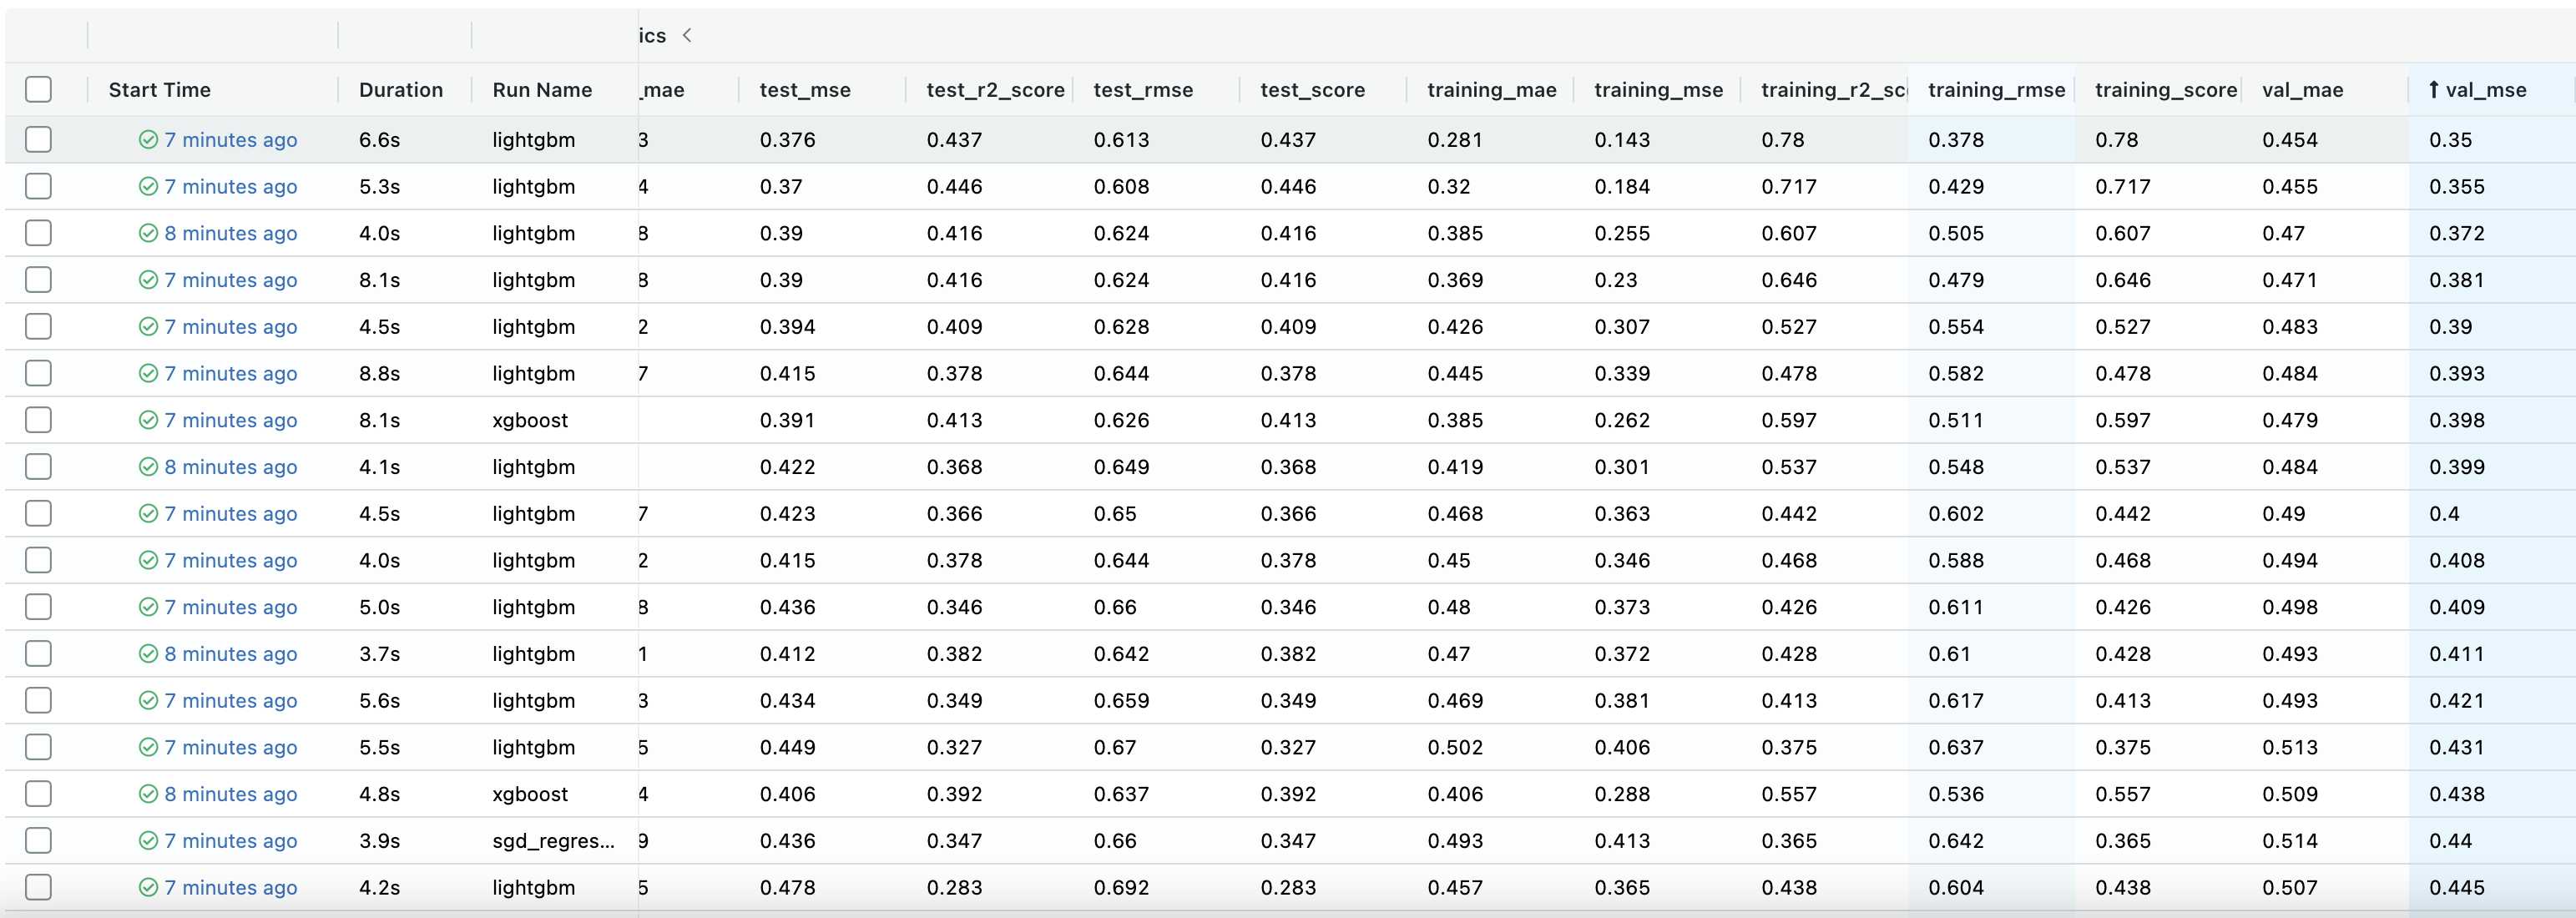 ics
Start Time Duration Run Name _mae test_mse test_r2_score test_rmse test_score training_mae training_mse training_r2_sc training_rmse training_score val_mae ↑ val_mse
7 minutes ago 6.6s lightgbm 3 0.376 0.437 0.613 0.437 0.281 0.143 0.78 0.378 0.78 0.454 0.35
7 minutes ago 5.3s lightgbm 4 0.37 0.446 0.608 0.446 0.32 0.184 0.717 0.429 0.717 0.455 0.355
8 minutes ago 4.0s lightgbm 8 0.39 0.416 0.624 0.416 0.385 0.255 0.607 0.505 0.607 0.47 0.372
7 minutes ago 8.1s lightgbm 8 0.39 0.416 0.624 0.416 0.369 0.23 0.646 0.479 0.646 0.471 0.381
7 minutes ago 4.5s lightgbm 2 0.394 0.409 0.628 0.409 0.426 0.307 0.527 0.554 0.527 0.483 0.39
7 minutes ago 8.8s lightgbm 7 0.415 0.378 0.644 0.378 0.445 0.339 0.478 0.582 0.478 0.484 0.393
7 minutes ago 8.1s xgboost 0.391 0.413 0.626 0.413 0.385 0.262 0.597 0.511 0.597 0.479 0.398
8 minutes ago 4.1s lightgbm 0.422 0.368 0.649 0.368 0.419 0.301 0.537 0.548 0.537 0.484 0.399
7 minutes ago 4.5s lightgbm 7 0.423 0.366 0.65 0.366 0.468 0.363 0.442 0.602 0.442 0.49 0.4
7 minutes ago 4.0s lightgbm 2 0.415 0.378 0.644 0.378 0.45 0.346 0.468 0.588 0.468 0.494 0.408
7 minutes ago 5.0s lightgbm 8 0.436 0.346 0.66 0.346 0.48 0.373 0.426 0.611 0.426 0.498 0.409
8 minutes ago 3.7s lightgbm 1 0.412 0.382 0.642 0.382 0.47 0.372 0.428 0.61 0.428 0.493 0.411
7 minutes ago 5.6s lightgbm 3 0.434 0.349 0.659 0.349 0.469 0.381 0.413 0.617 0.413 0.493 0.421
7 minutes ago 5.5s lightgbm 5 0.449 0.327 0.67 0.327 0.502 0.406 0.375 0.637 0.375 0.513 0.431
8 minutes ago 4.8s xgboost 4 0.406 0.392 0.637 0.392 0.406 0.288 0.557 0.536 0.557 0.509 0.438
7 minutes ago 3.9s sgd_regres... 9 0.436 0.347 0.66 0.347 0.493 0.413 0.365 0.642 0.365 0.514 0.44
7 minutes ago 4.2s lightgbm 5 0.478 0.283 0.692 0.283 0.457 0.365 0.438 0.604 0.438 0.507 0.445